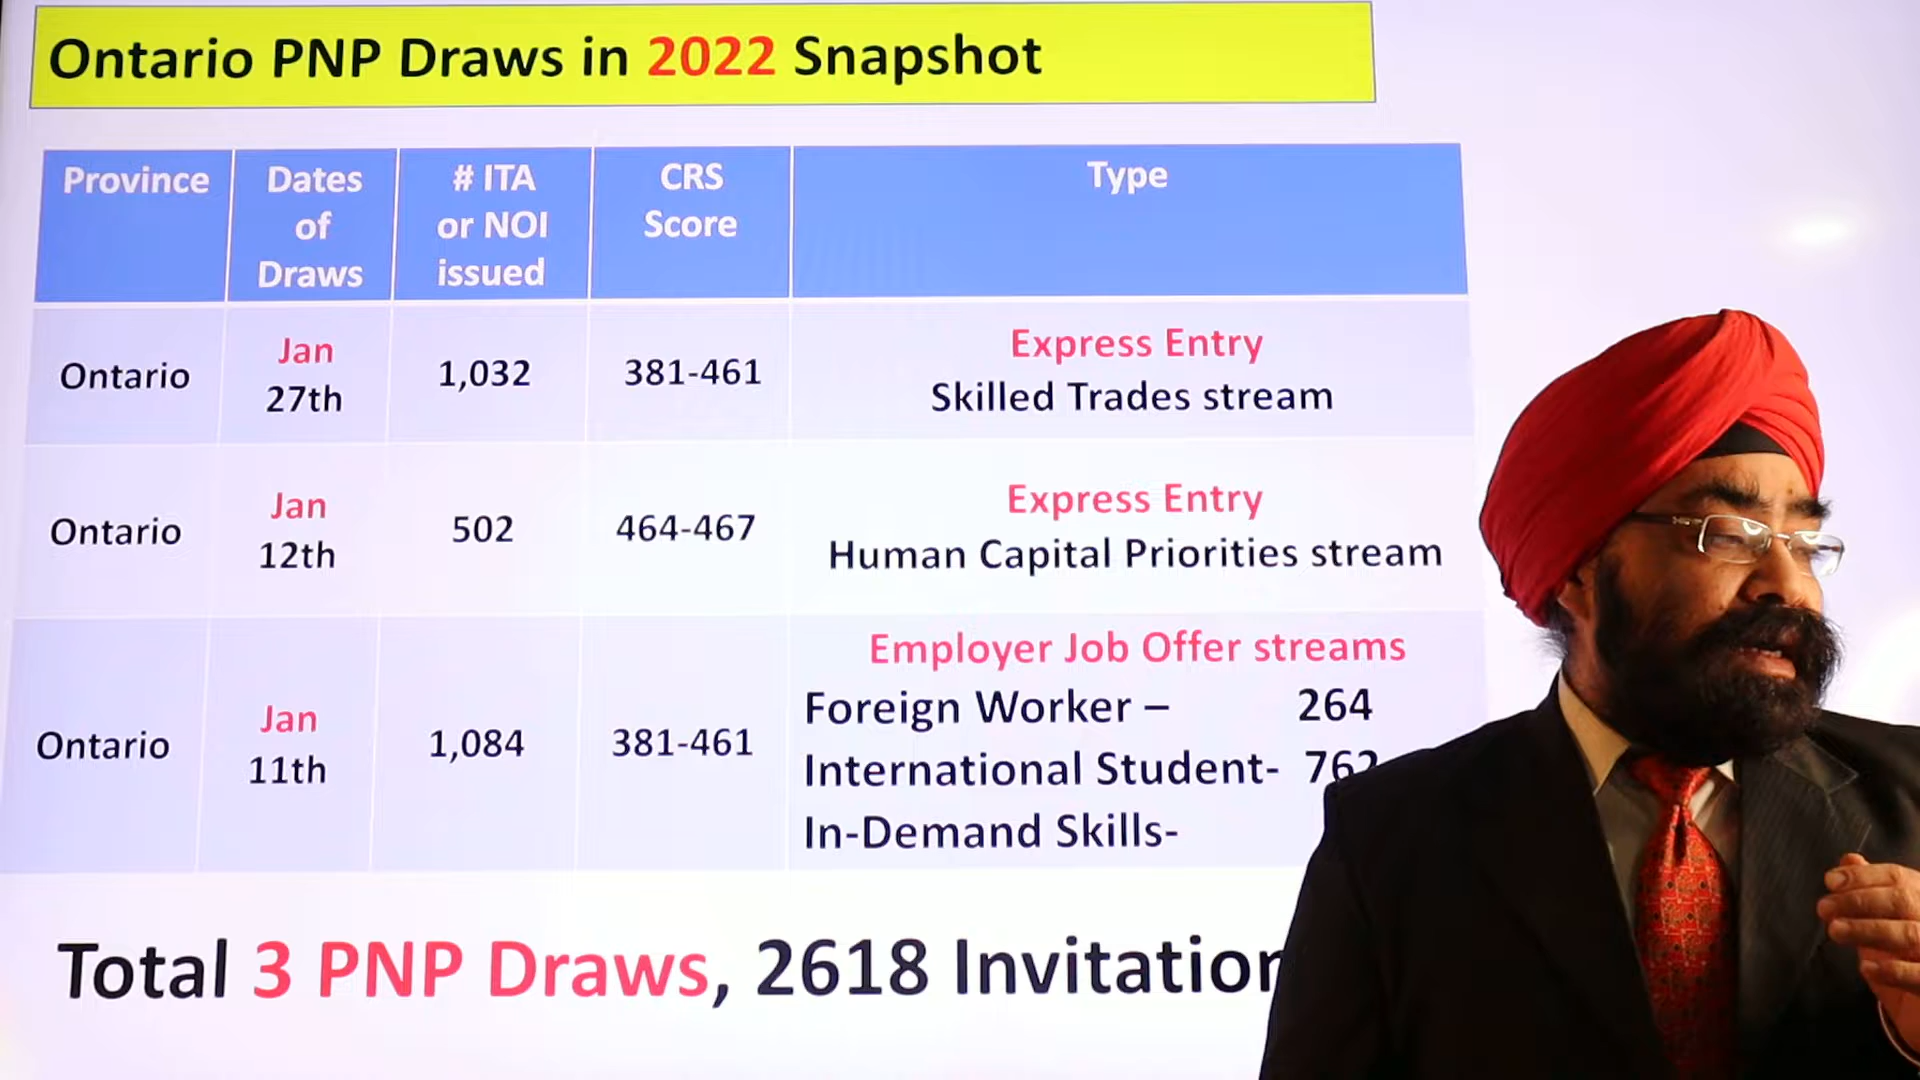 Ontario PNP Draws in 2022 Snapshot
Province
Dates
of
Draws
# ITA
or NOI
issued
CRS
Score
Type
Ontario
Jan
27th
1,032
381-461
Express Entry
Skilled Trades stream
Ontario
Jan
12th
502
464-467
Express Entry
Human Capital Priorities stream
Ontario
Jan
11th
1,084
381-461
Employer Job Offer streams
Foreign Worker – 264
International Student- 762
In-Demand Skills-
Total 3 PNP Draws, 2618 Invitation